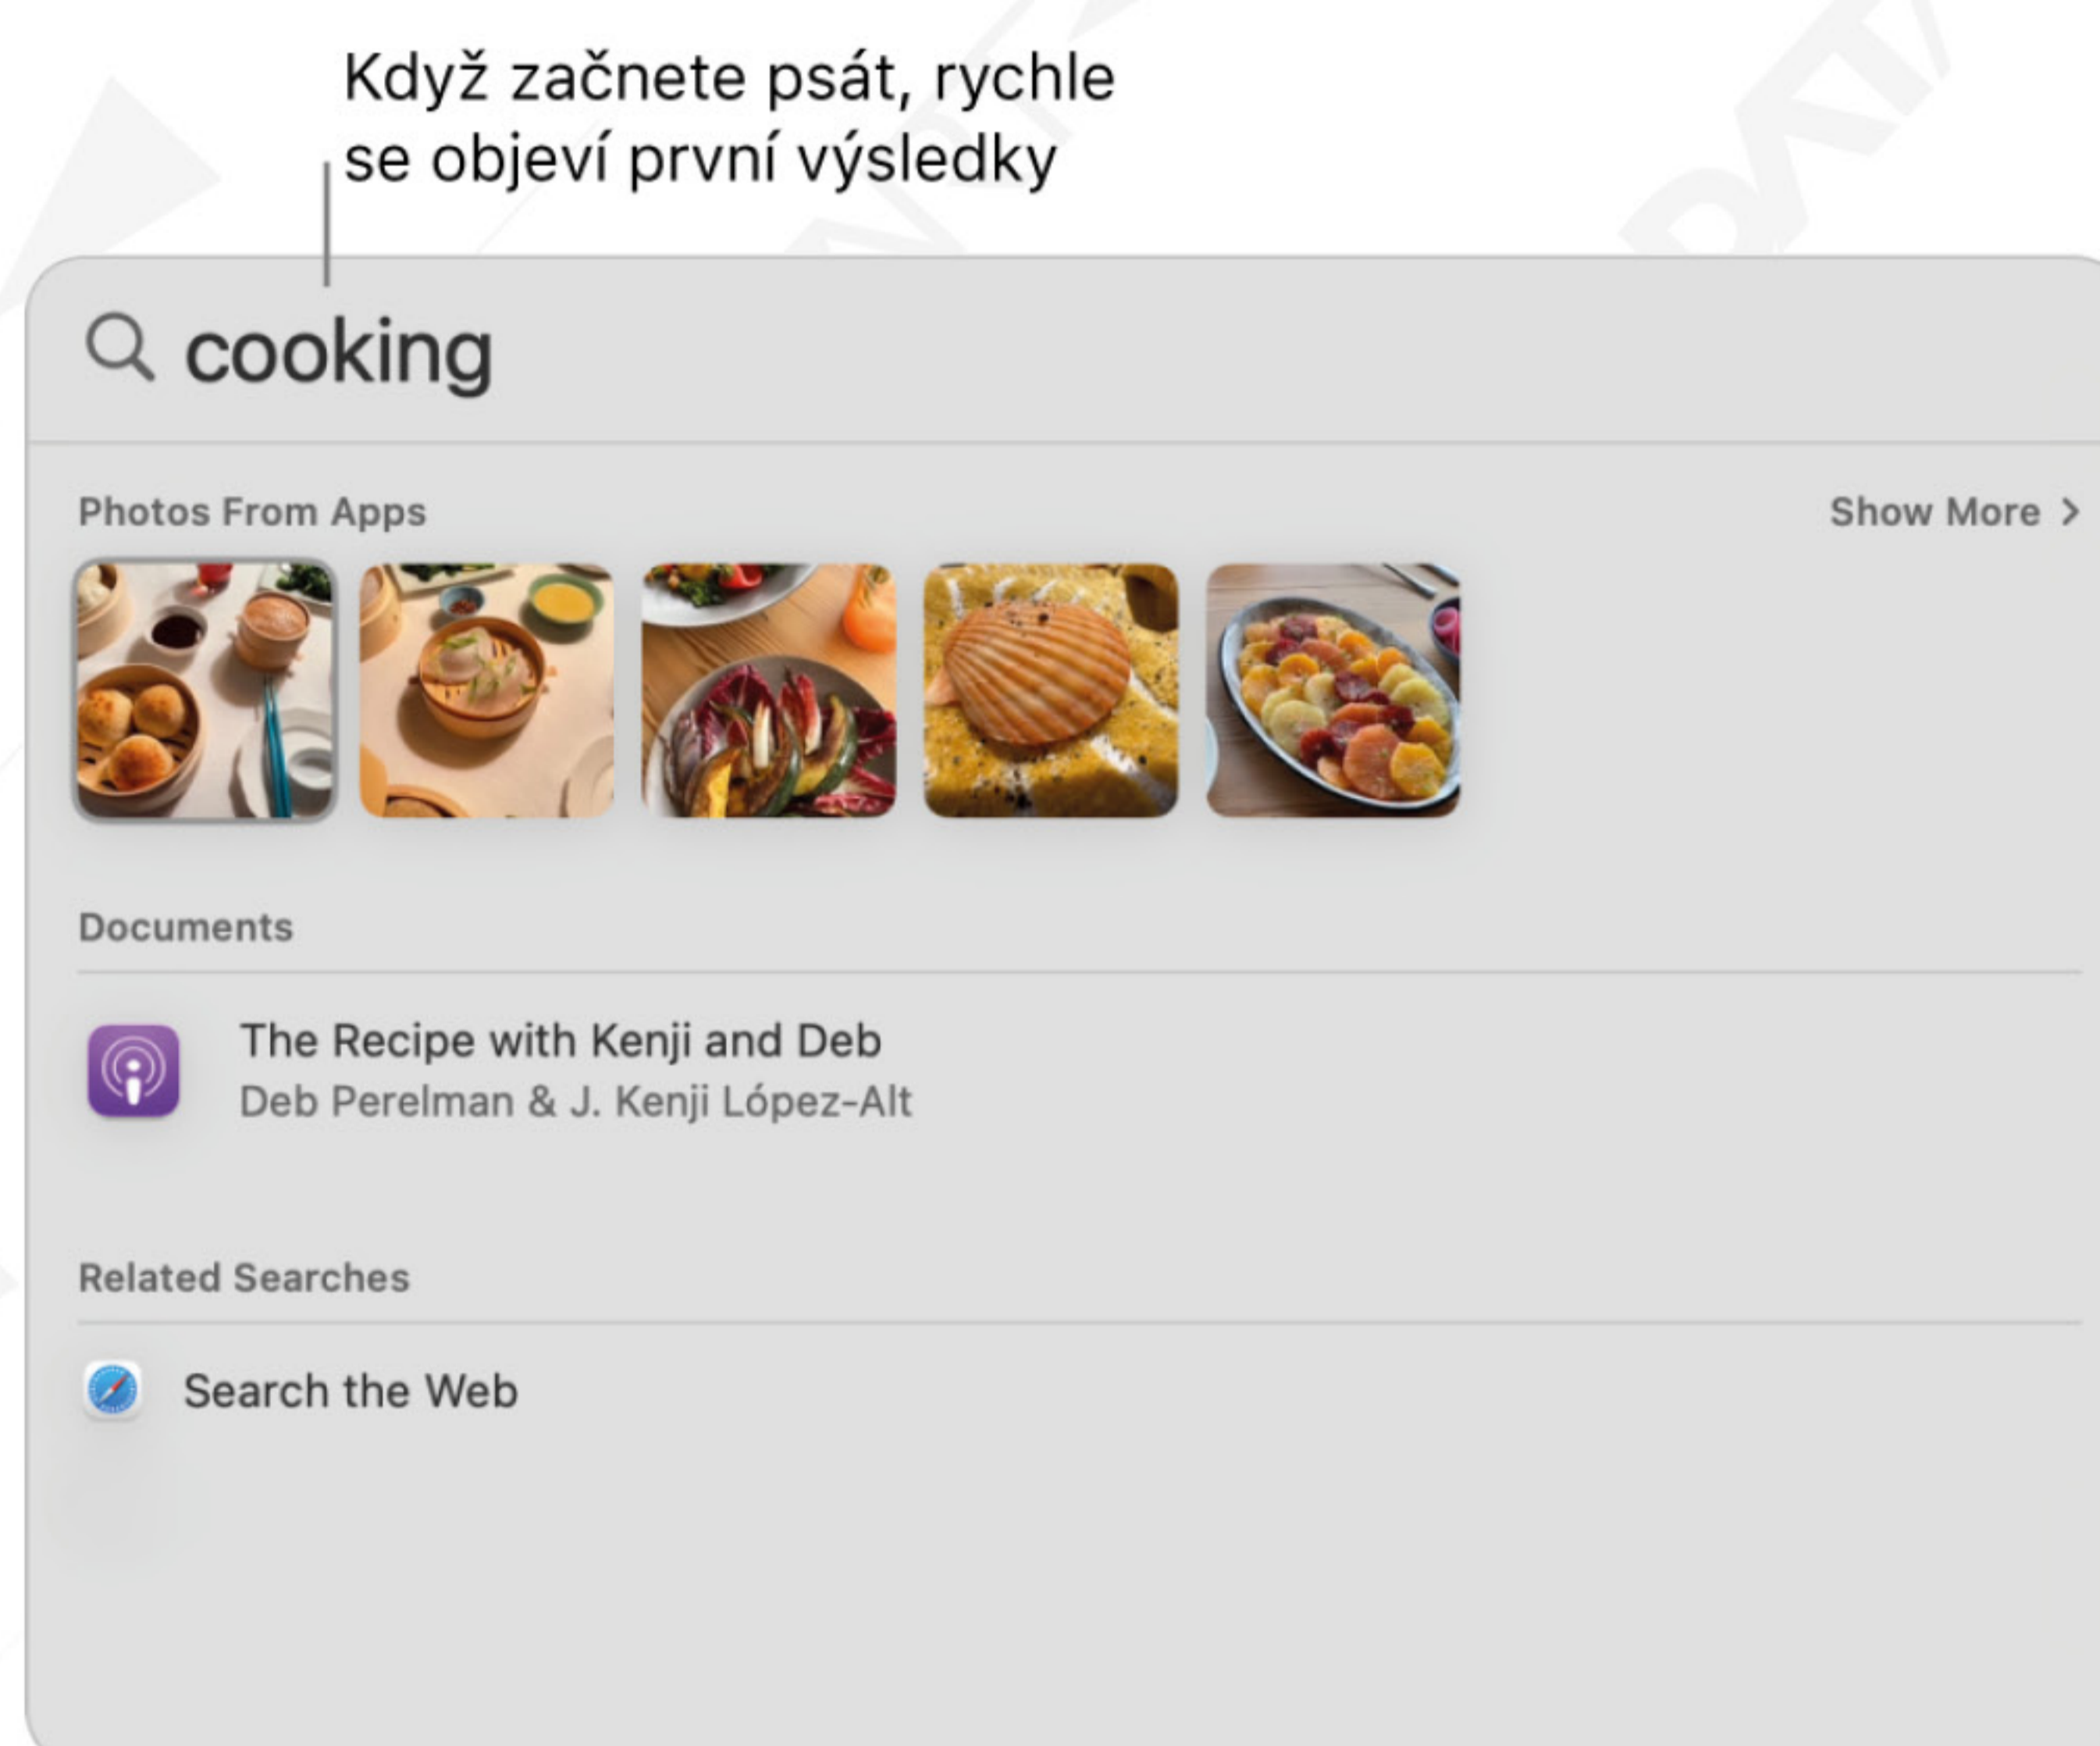 Když začnete psát, rychle
se objeví první výsledky
cooking
Photos From Apps
Show More >
Documents
The Recipe with Kenji and Deb
Deb Perelman & J. Kenji López-Alt
Related Searches
Search the Web